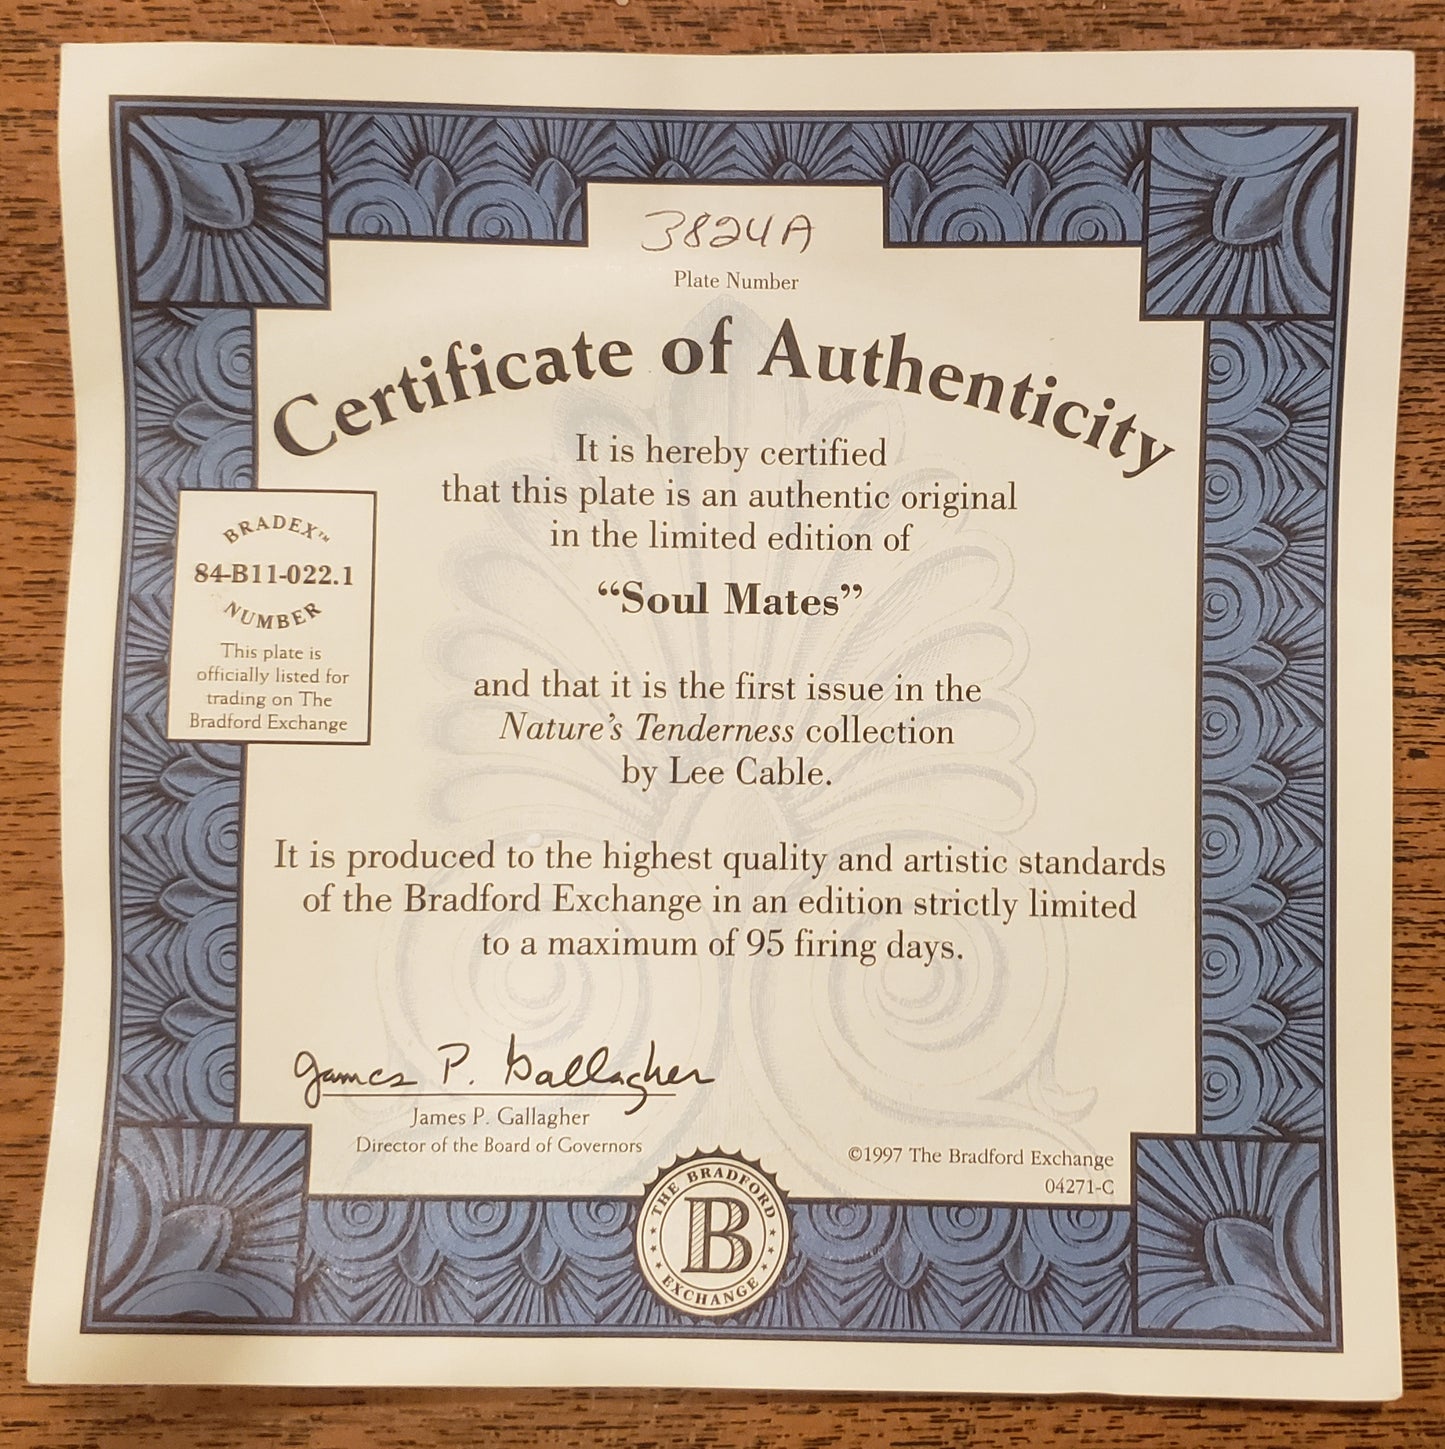 3824A
Plate Number
Certificate of Authenticity
It is hereby certified
that this plate is an authentic original
in the limited edition of
“Soul Mates”
BRADEX™
84-B11-022.1
NUMBER
This plate is
officially listed for
trading on The
Bradford Exchange
and that it is the first issue in the
Nature’s Tenderness collection
by Lee Cable.
It is produced to the highest quality and artistic standards
of the Bradford Exchange in an edition strictly limited
to a maximum of 95 firing days.
James P. Gallagher
James P. Gallagher
Director of the Board of Governors
©1997 The Bradford Exchange
04271-C
THE BRADFORD
B
EXCHANGE